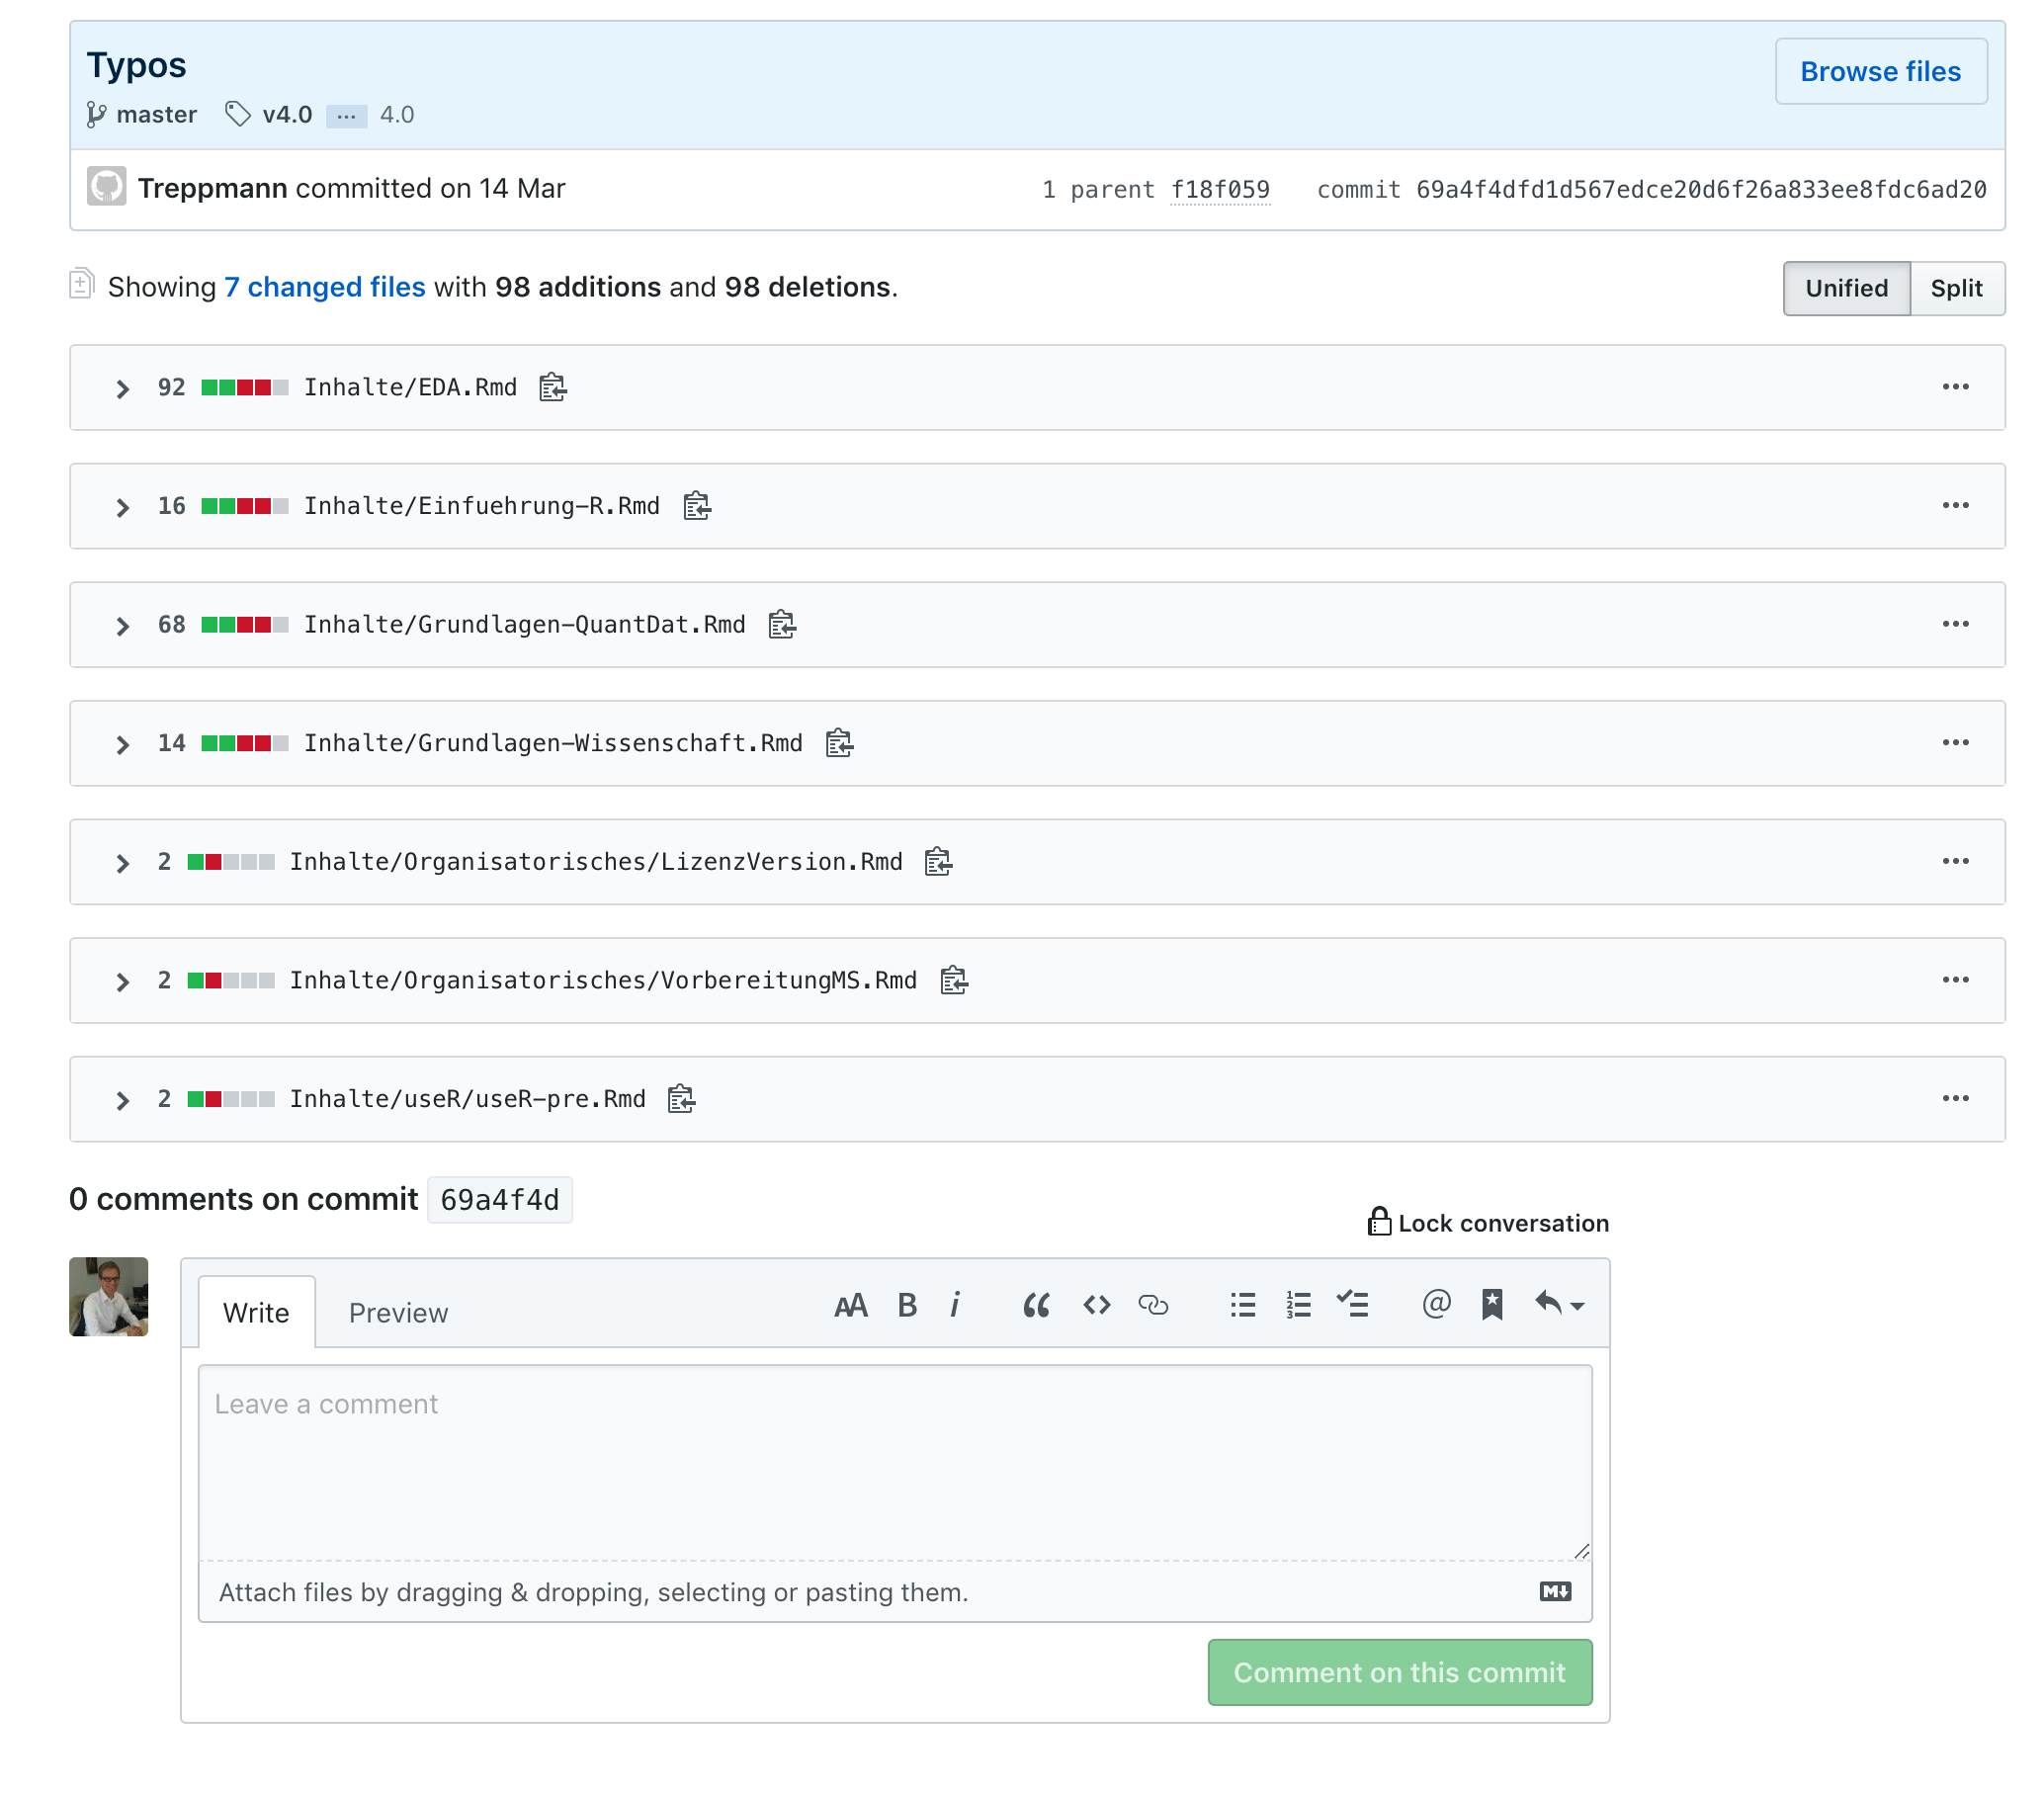 Typos
Browse files
master v4.0 ... 4.0
Treppmann committed on 14 Mar 1 parent f18f059 commit 69a4f4dfd1d567edce20d6f26a833ee8fdc6ad20
Showing 7 changed files with 98 additions and 98 deletions.
Unified Split
92 Inhalte/EDA.Rmd
16 Inhalte/Einfuehrung-R.Rmd
68 Inhalte/Grundlagen-QuantDat.Rmd
14 Inhalte/Grundlagen-Wissenschaft.Rmd
2 Inhalte/Organisatorisches/LizenzVersion.Rmd
2 Inhalte/Organisatorisches/VorbereitungMS.Rmd
2 Inhalte/useR/useR-pre.Rmd
0 comments on commit 69a4f4d
Lock conversation
Write Preview
Leave a comment
Attach files by dragging & dropping, selecting or pasting them.
Comment on this commit